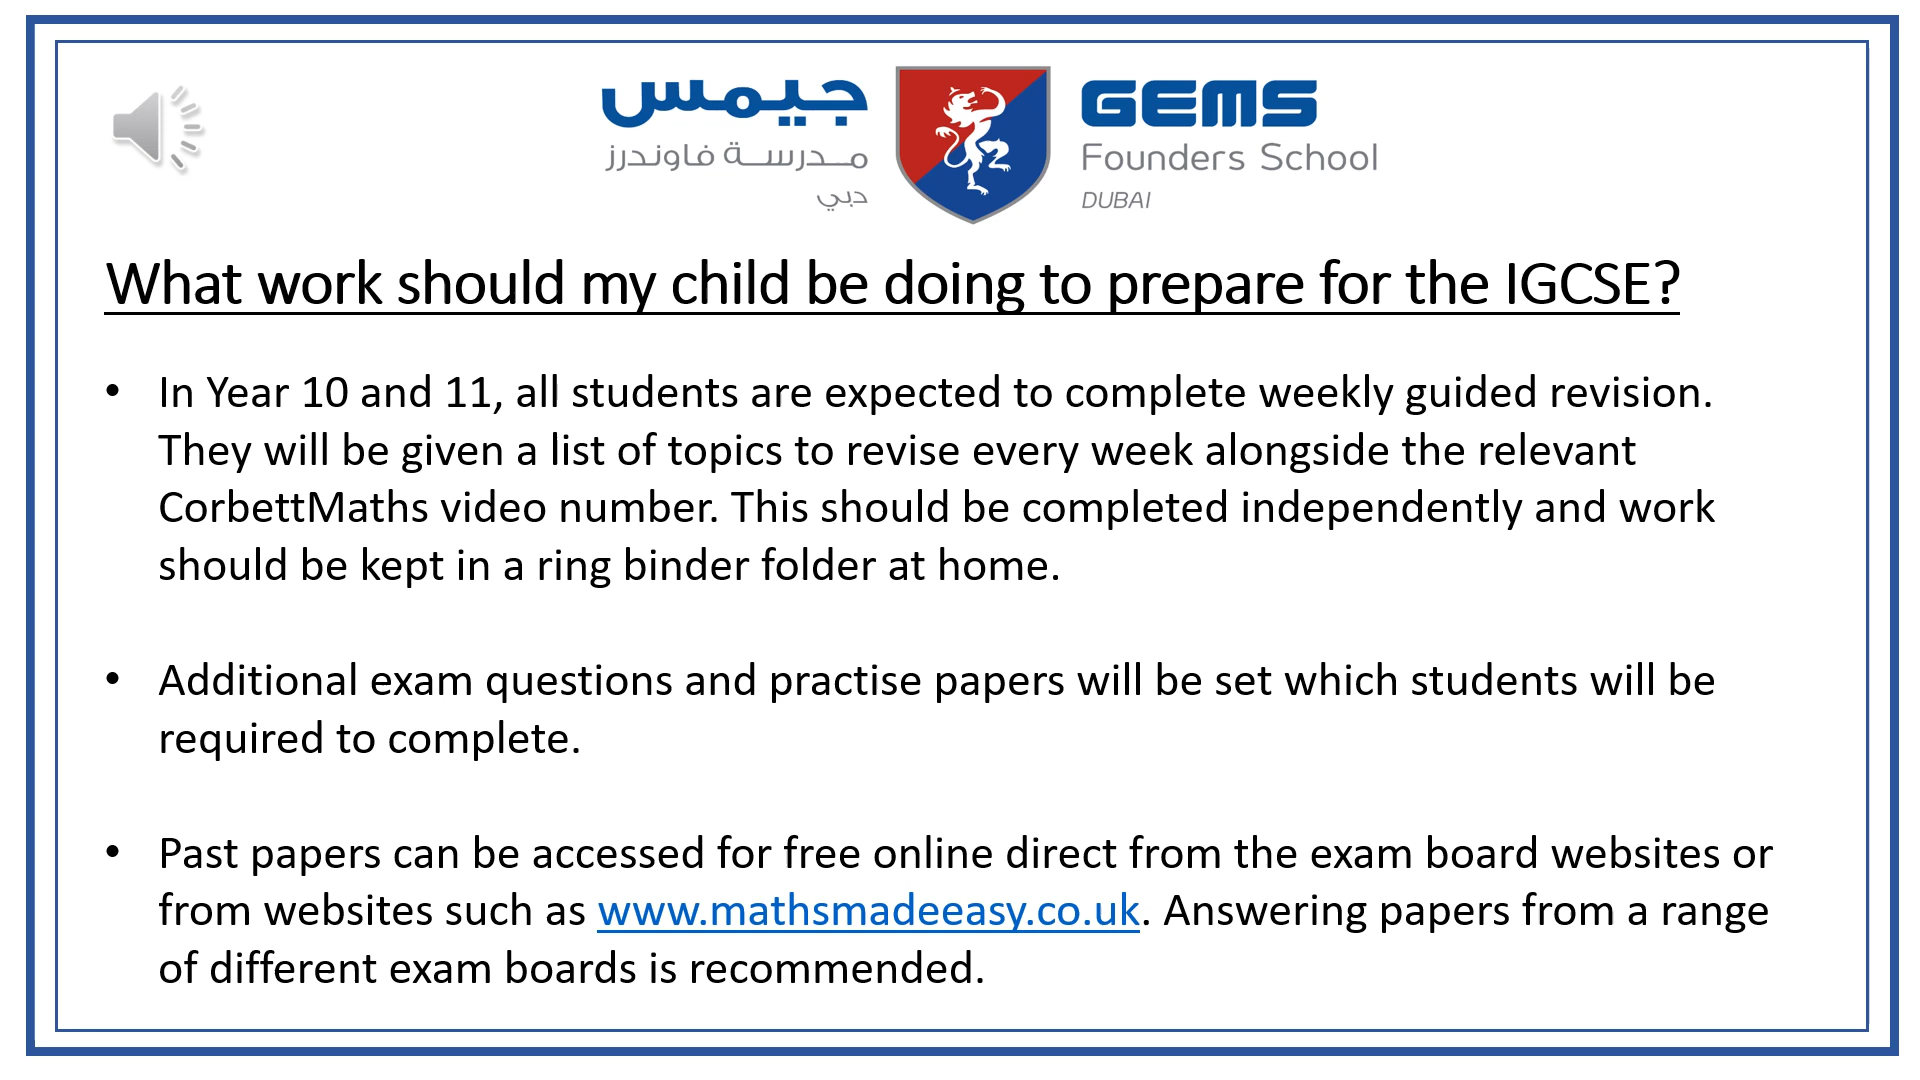 جيمس
مدرسة فاوندرز
دبي
GEMS
Founders School
DUBAI
What work should my child be doing to prepare for the IGCSE?
• In Year 10 and 11, all students are expected to complete weekly guided revision.
They will be given a list of topics to revise every week alongside the relevant
CorbettMaths video number. This should be completed independently and work
should be kept in a ring binder folder at home.
• Additional exam questions and practise papers will be set which students will be
required to complete.
• Past papers can be accessed for free online direct from the exam board websites or
from websites such as www.mathsmadeeasy.co.uk. Answering papers from a range
of different exam boards is recommended.